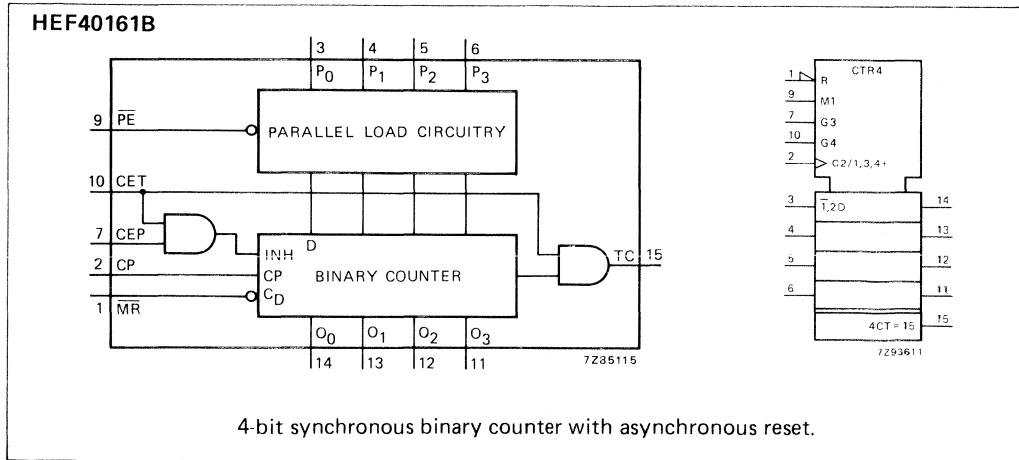 HEF40161B
3 4 5 6
P0 P1 P2 P3
9 PE
PARALLEL LOAD CIRCUITRY
10 CET
7 CEP
2 CP
1 MR
D
INH
CP
CD
BINARY COUNTER
TC 15
O0 O1 O2 O3
14 13 12 11
7Z85115
CTR4
1 R
9 M1
7 G3
10 G4
2 C2/1,3,4+
3 1,2D 14
4 13
5 12
6 11
4CT = 15 15
7Z93611
4-bit synchronous binary counter with asynchronous reset.